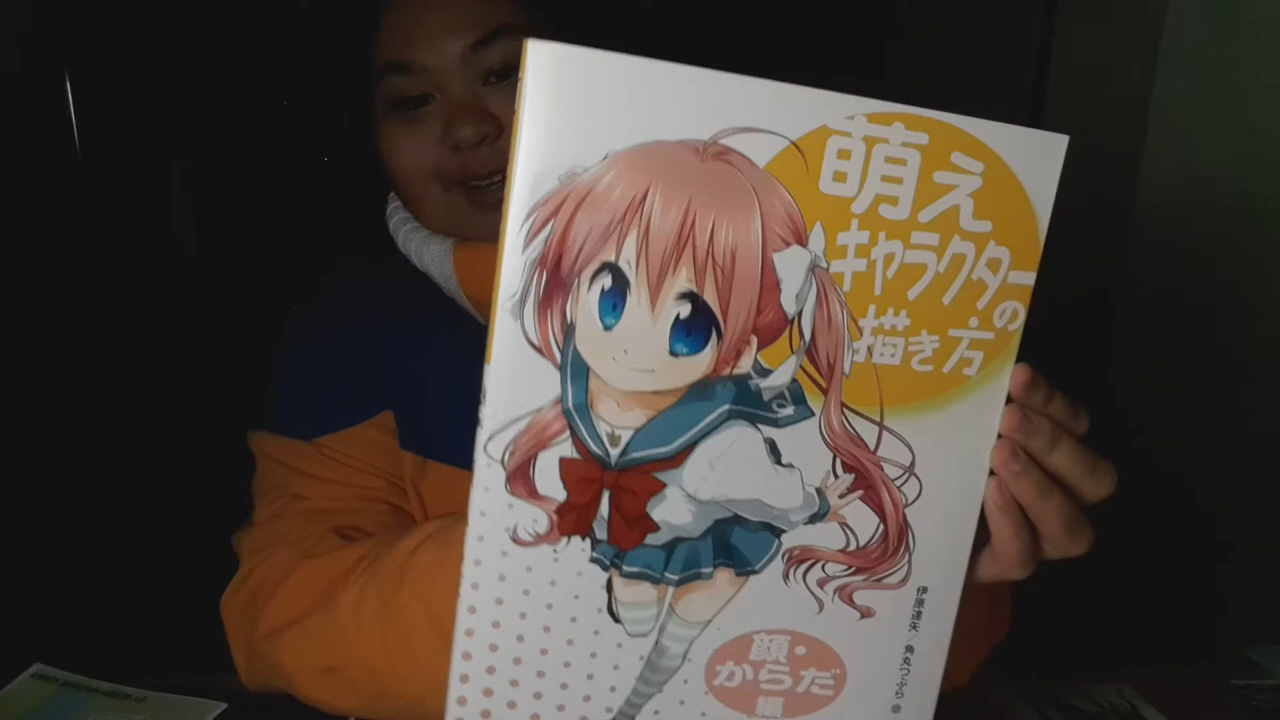 萌え
キャラクターの
描き方
伊原達矢/角丸つぶら
顔・
からだ
編